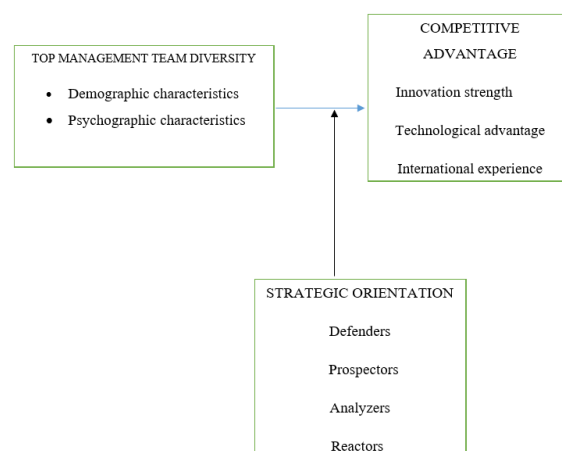 TOP MANAGEMENT TEAM DIVERSITY
• Demographic characteristics
• Psychographic characteristics
COMPETITIVE
ADVANTAGE
Innovation strength
Technological advantage
International experience
STRATEGIC ORIENTATION
Defenders
Prospectors
Analyzers
Reactors